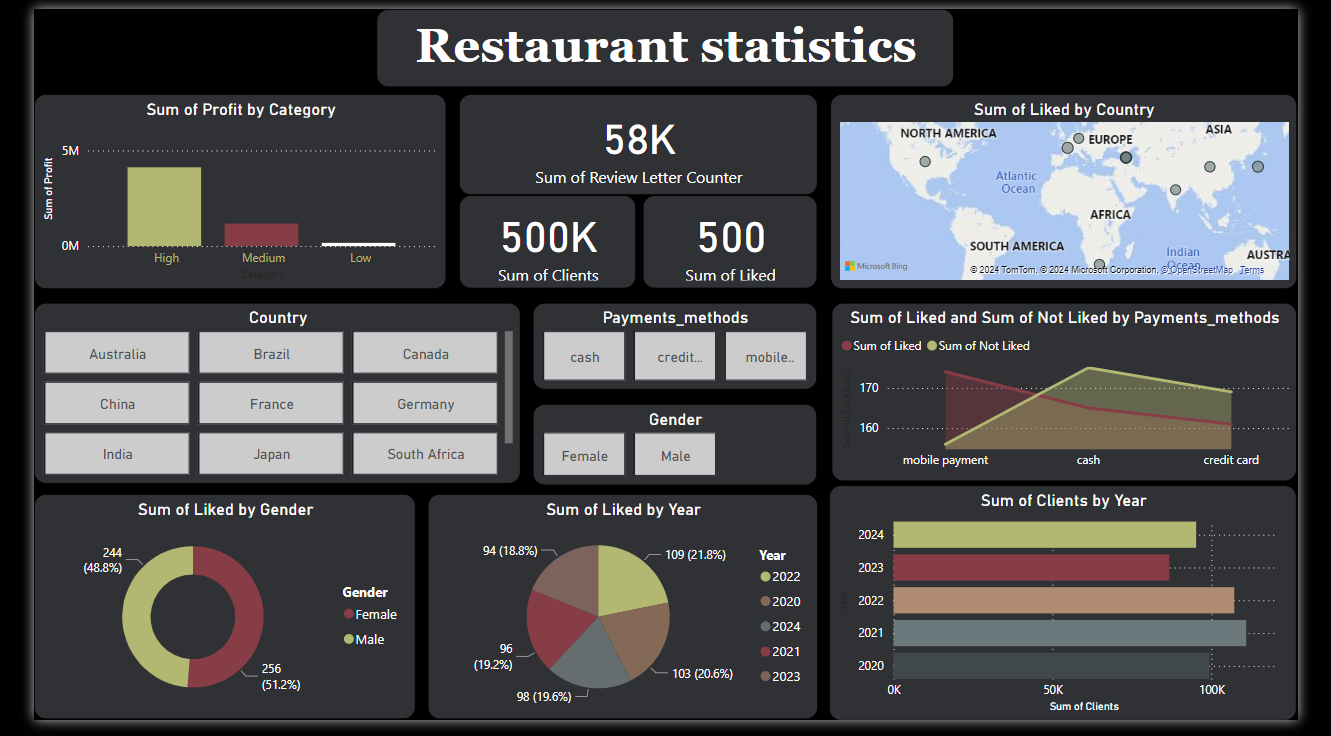 Restaurant statistics
Sum of Profit by Category
5M
0M
Sum of Profit
High
Medium
Low
Category
58K
Sum of Review Letter Counter
500K
Sum of Clients
500
Sum of Liked
Sum of Liked by Country
NORTH AMERICA
EUROPE
ASIA
Atlantic
Ocean
AFRICA
SOUTH AMERICA
Indian
Ocean
AUSTRA
Microsoft Bing
© 2024 TomTom, © 2024 Microsoft Corporation, © OpenStreetMap Terms
Country
Australia
Brazil
Canada
China
France
Germany
India
Japan
South Africa
Payments_methods
cash
credit...
mobile...
Gender
Female
Male
Sum of Liked and Sum of Not Liked by Payments_methods
Sum of Liked
Sum of Not Liked
170
160
mobile payment
cash
credit card
Sum of Liked by Gender
244
(48.8%)
256
(51.2%)
Gender
Female
Male
Sum of Liked by Year
94 (18.8%)
109 (21.8%)
96
(19.2%)
98 (19.6%)
103 (20.6%)
Year
2022
2020
2024
2021
2023
Sum of Clients by Year
Year
2024
2023
2022
2021
2020
0K
50K
100K
Sum of Clients